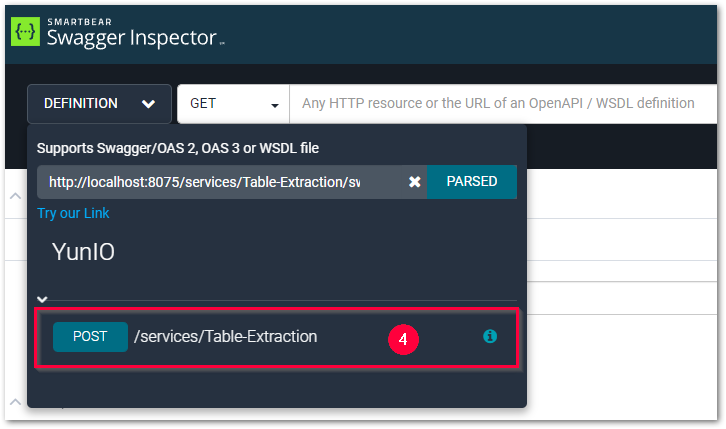 SMARTBEAR
Swagger Inspector
DEFINITION GET Any HTTP resource or the URL of an OpenAPI / WSDL definition
Supports Swagger/OAS 2, OAS 3 or WSDL file
http://localhost:8075/services/Table-Extraction/sw PARSED
Try our Link
YunIO
POST /services/Table-Extraction 4